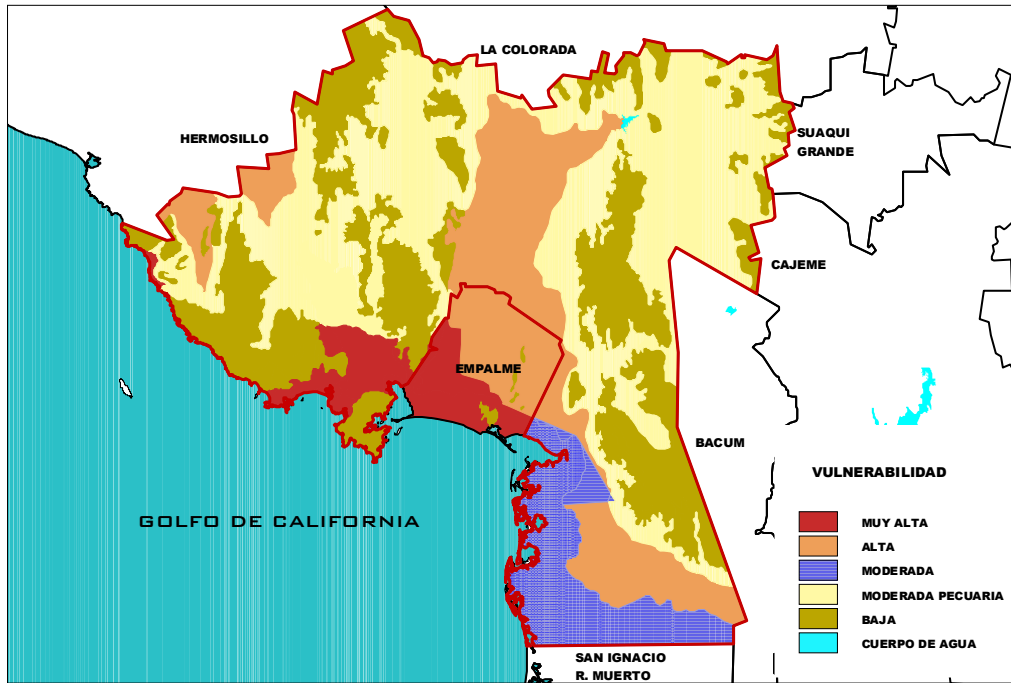 LA COLORADA
HERMOSILLO
SUAQUI
GRANDE
CAJEME
EMPALME
BACUM
GOLFO DE CALIFORNIA
VULNERABILIDAD
MUY ALTA
ALTA
MODERADA
MODERADA PECUARIA
BAJA
CUERPO DE AGUA
SAN IGNACIO
R. MUERTO